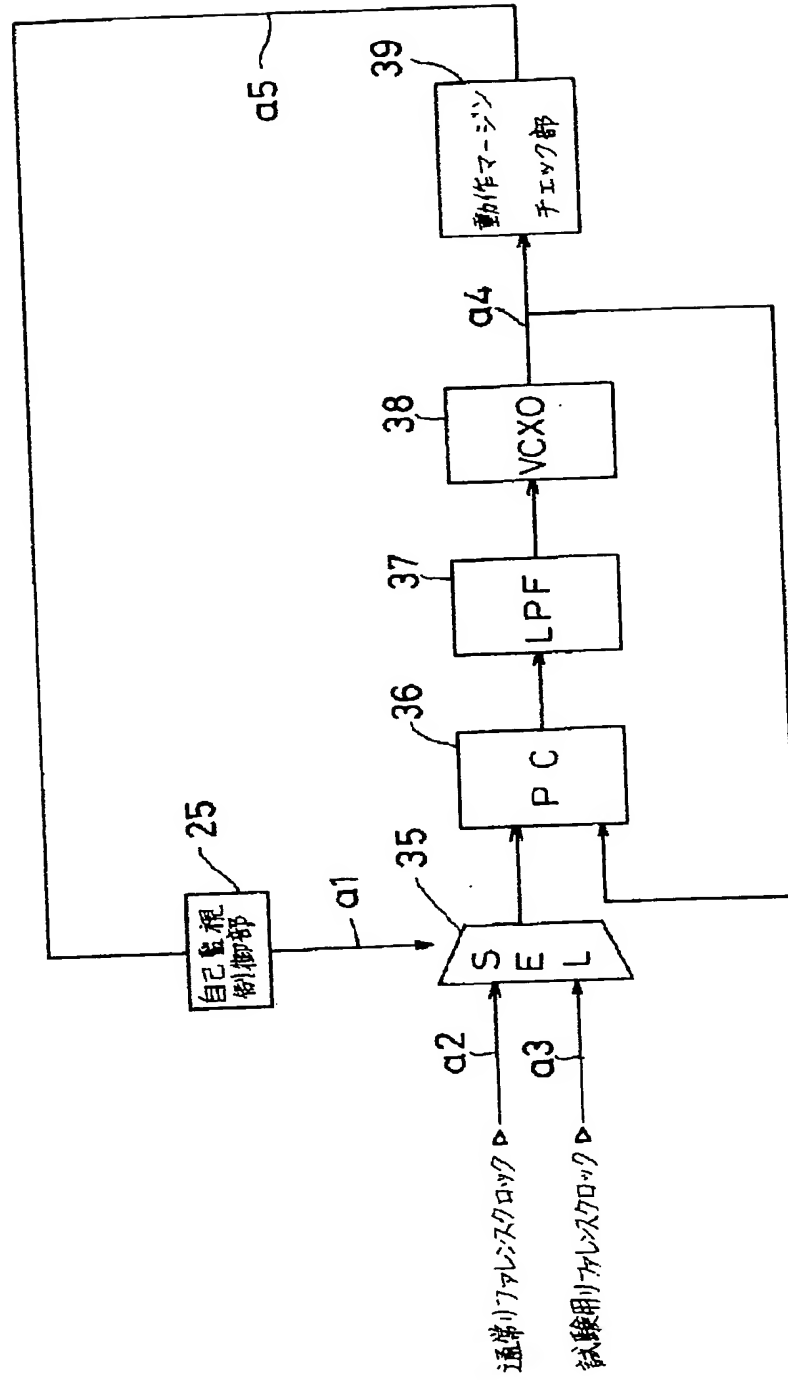 a5
39
動作マージン
チェック部
a4
38
VCXO
37
LPF
36
PC
25
自己監視
制御部
a1
35
SEL
a2
a3
通常リファレンスクロック
試験用リファレンスクロック